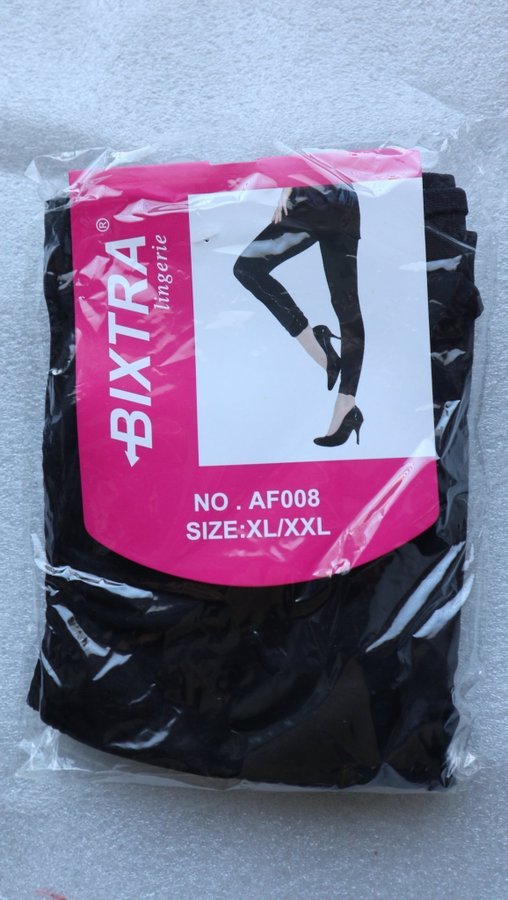 BIXTRA ®
lingerie
NO . AF008
SIZE:XL/XXL